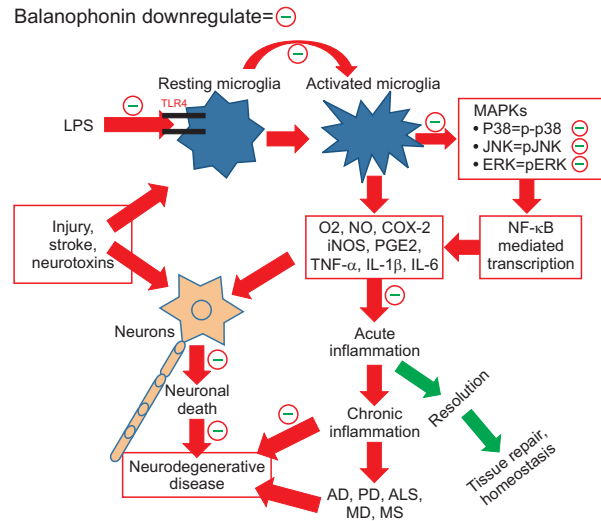 Balanophonin downregulate= −
−
Resting microglia
Activated microglia
−
TLR4
LPS
−
MAPKs
• P38=p-p38 −
• JNK=pJNK −
• ERK=pERK −
Injury,
stroke,
neurotoxins
O2, NO, COX-2
iNOS, PGE2,
TNF-α, IL-1β, IL-6
NF-κB
mediated
transcription
−
Neurons
Acute
inflammation
−
Neuronal
death
Resolution
−
−
Chronic
inflammation
Tissue repair,
homeostasis
Neurodegenerative
disease
AD, PD, ALS,
MD, MS